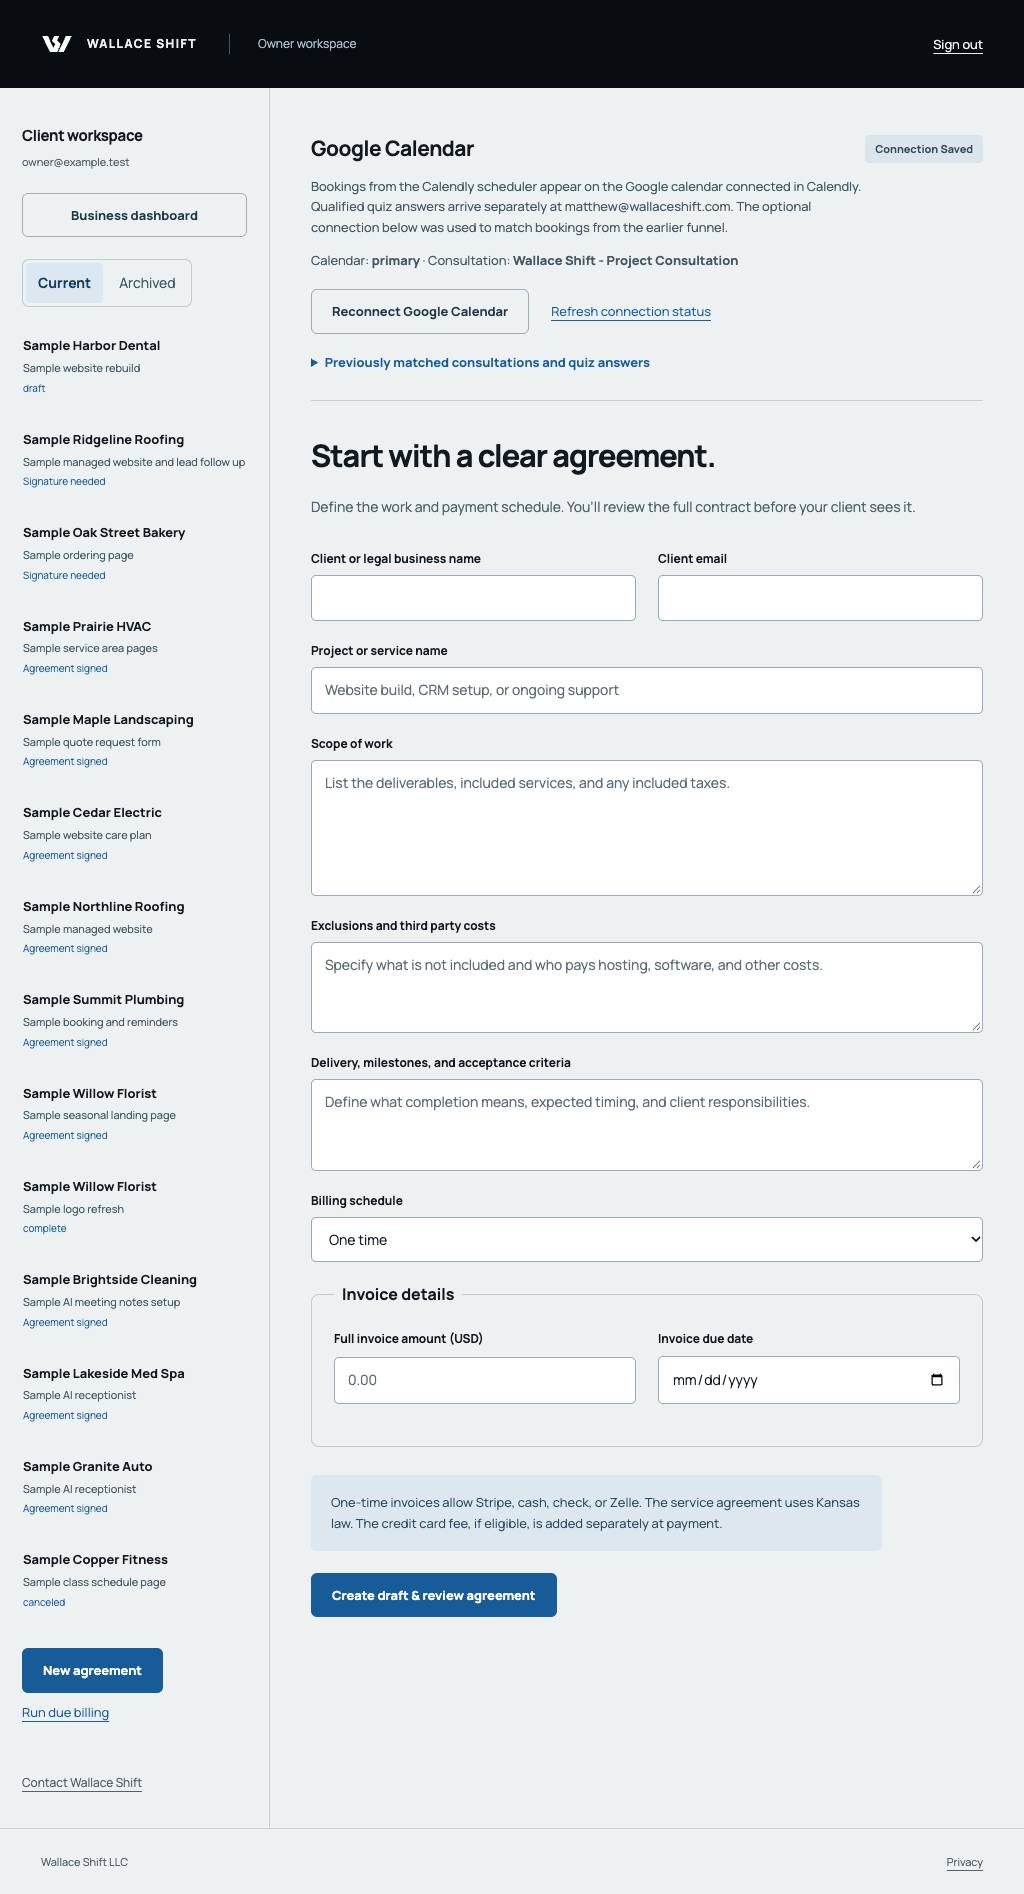 WALLACE SHIFT
Owner workspace
Sign out
Client workspace
owner@example.test
Business dashboard
Current
Archived
Sample Harbor Dental
Sample website rebuild
draft
Sample Ridgeline Roofing
Sample managed website and lead follow up
Signature needed
Sample Oak Street Bakery
Sample ordering page
Signature needed
Sample Prairie HVAC
Sample service area pages
Agreement signed
Sample Maple Landscaping
Sample quote request form
Agreement signed
Sample Cedar Electric
Sample website care plan
Agreement signed
Sample Northline Roofing
Sample managed website
Agreement signed
Sample Summit Plumbing
Sample booking and reminders
Agreement signed
Sample Willow Florist
Sample seasonal landing page
Agreement signed
Sample Willow Florist
Sample logo refresh
complete
Sample Brightside Cleaning
Sample AI meeting notes setup
Agreement signed
Sample Lakeside Med Spa
Sample AI receptionist
Agreement signed
Sample Granite Auto
Sample AI receptionist
Agreement signed
Sample Copper Fitness
Sample class schedule page
canceled
New agreement
Run due billing
Contact Wallace Shift
Google Calendar
Connection Saved
Bookings from the Calendly scheduler appear on the Google calendar connected in Calendly.
Qualified quiz answers arrive separately at matthew@wallaceshift.com. The optional
connection below was used to match bookings from the earlier funnel.
Calendar: primary · Consultation: Wallace Shift - Project Consultation
Reconnect Google Calendar
Refresh connection status
Previously matched consultations and quiz answers
Start with a clear agreement.
Define the work and payment schedule. You'll review the full contract before your client sees it.
Client or legal business name
Client email
Project or service name
Website build, CRM setup, or ongoing support
Scope of work
List the deliverables, included services, and any included taxes.
Exclusions and third party costs
Specify what is not included and who pays hosting, software, and other costs.
Delivery, milestones, and acceptance criteria
Define what completion means, expected timing, and client responsibilities.
Billing schedule
One time
Invoice details
Full invoice amount (USD)
Invoice due date
0.00
mm/dd/yyyy
One-time invoices allow Stripe, cash, check, or Zelle. The service agreement uses Kansas
law. The credit card fee, if eligible, is added separately at payment.
Create draft & review agreement
Wallace Shift LLC
Privacy